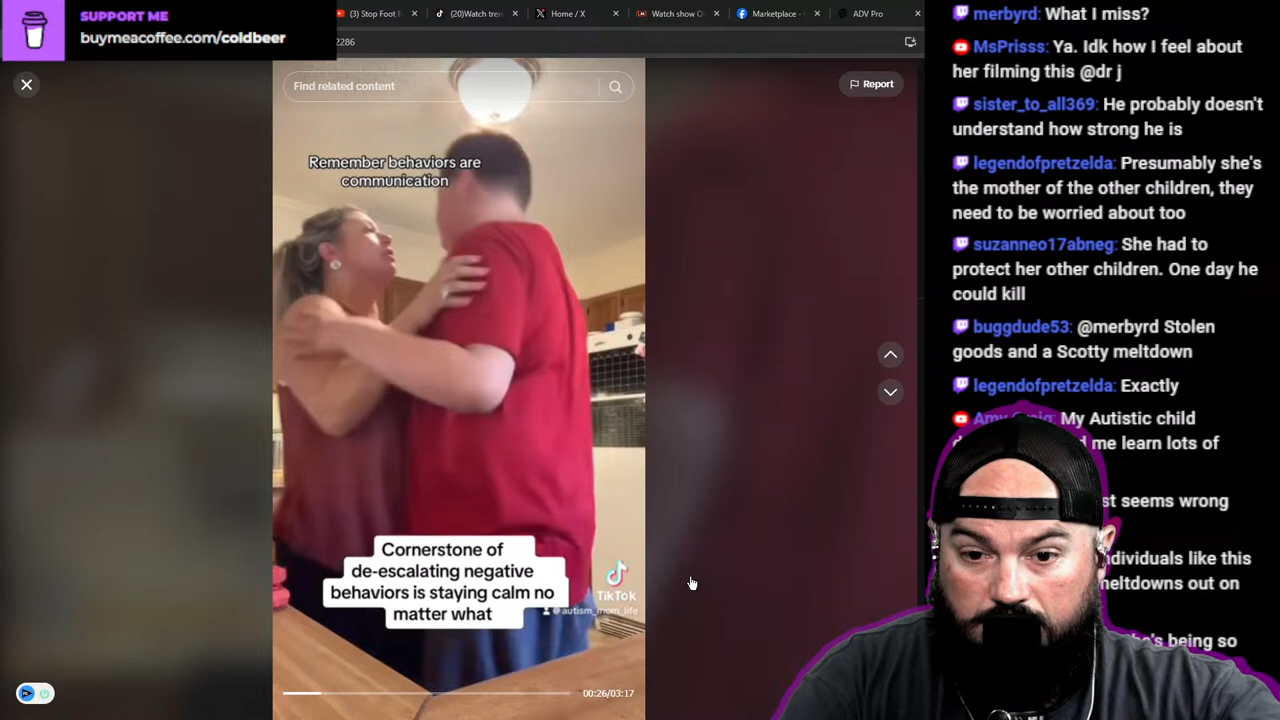 SUPPORT ME
buymeacoffee.com/coldbeer
(3) Stop Foot F
(20)Watch tren
Home / X
Watch show O
Marketplace -
ADV Pro
2286
Find related content
Report
Remember behaviors are
communication
Cornerstone of
de-escalating negative
behaviors is staying calm no
matter what
TikTok
@autism_mom_life
00:26/03:17
merbyrd: What I miss?
MsPrisss: Ya. Idk how I feel about
her filming this @dr j
sister_to_all369: He probably doesn't
understand how strong he is
legendofpretzelda: Presumably she's
the mother of the other children, they
need to be worried about too
suzanneo17abneg: She had to
protect her other children. One day he
could kill
buggdude53: @merbyrd Stolen
goods and a Scotty meltdown
legendofpretzelda: Exactly
My Autistic child
me learn lots of
st seems wrong
ndividuals like this
meltdowns out on
he's being so